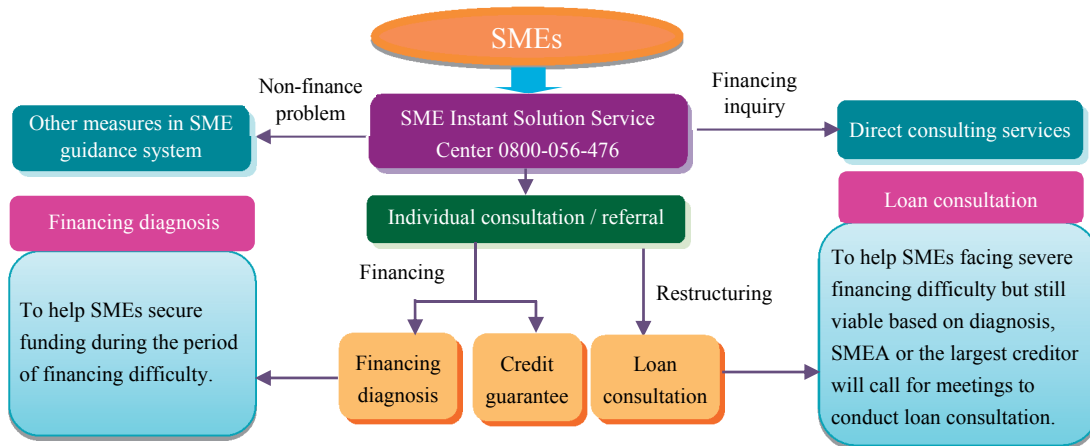 SMEs
Non-finance
problem
Financing
inquiry
Other measures in SME
guidance system
SME Instant Solution Service
Center 0800-056-476
Direct consulting services
Financing diagnosis
Individual consultation / referral
Loan consultation
To help SMEs secure
funding during the period
of financing difficulty.
Financing
Restructuring
To help SMEs facing severe
financing difficulty but still
viable based on diagnosis,
SMEA or the largest creditor
will call for meetings to
conduct loan consultation.
Financing
diagnosis
Credit
guarantee
Loan
consultation